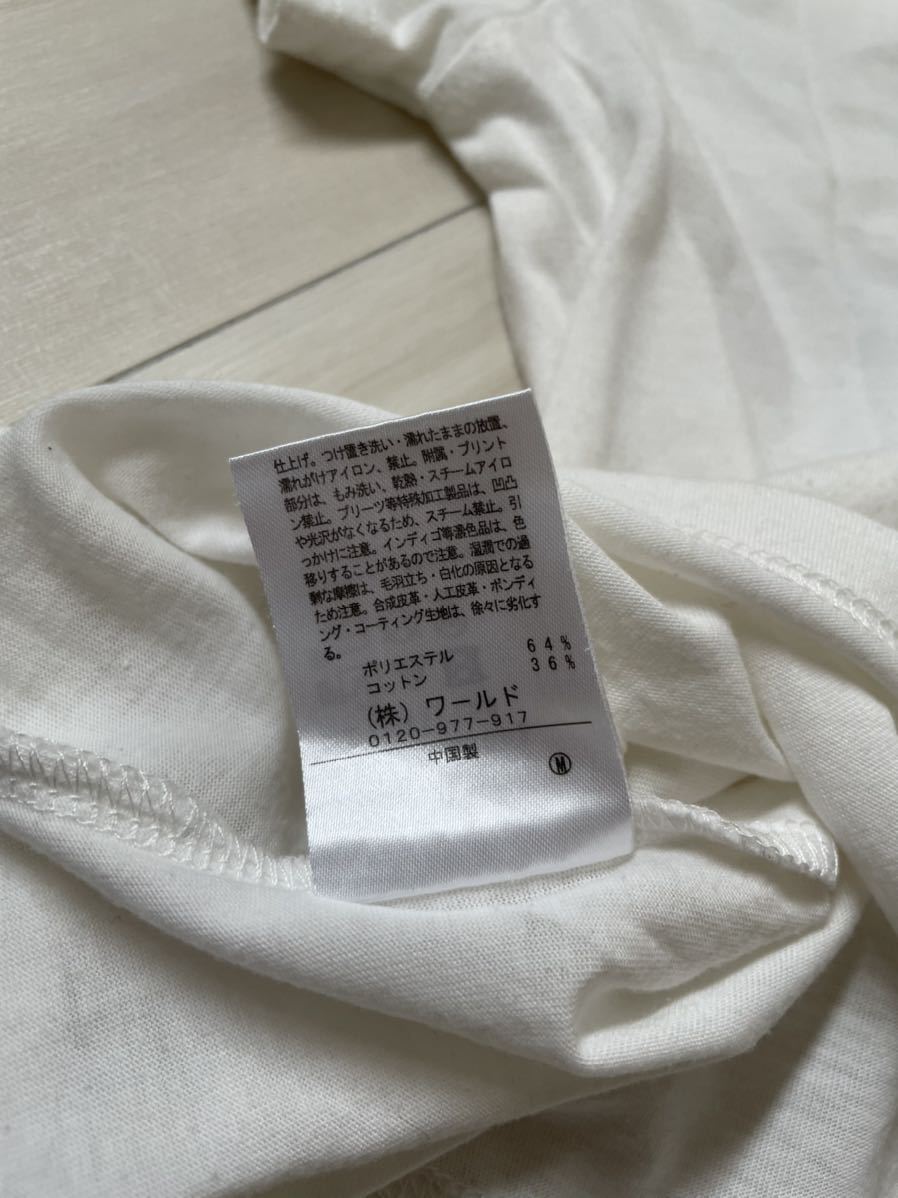 仕上げ。つけ置き洗い・濡れたままの放置、
濡れがけアイロン、禁止。附属・プリント
部分は、もみ洗い、乾熱・スチームアイロ
ン禁止。プリーツ等特殊加工製品は、凹凸
や光沢がなくなるため、スチーム禁止。引
っかけに注意。インディゴ等濃色品は、色
移りすることがあるので注意。湿潤での過
剰な摩擦は、毛羽立ち・白化の原因となる
ため注意。合成皮革・人工皮革・ボンディ
ング・コーティング生地は、徐々に劣化す
る。
ポリエステル 64%
コットン 36%
(株) ワールド
0120-977-917
中国製
Ⓜ